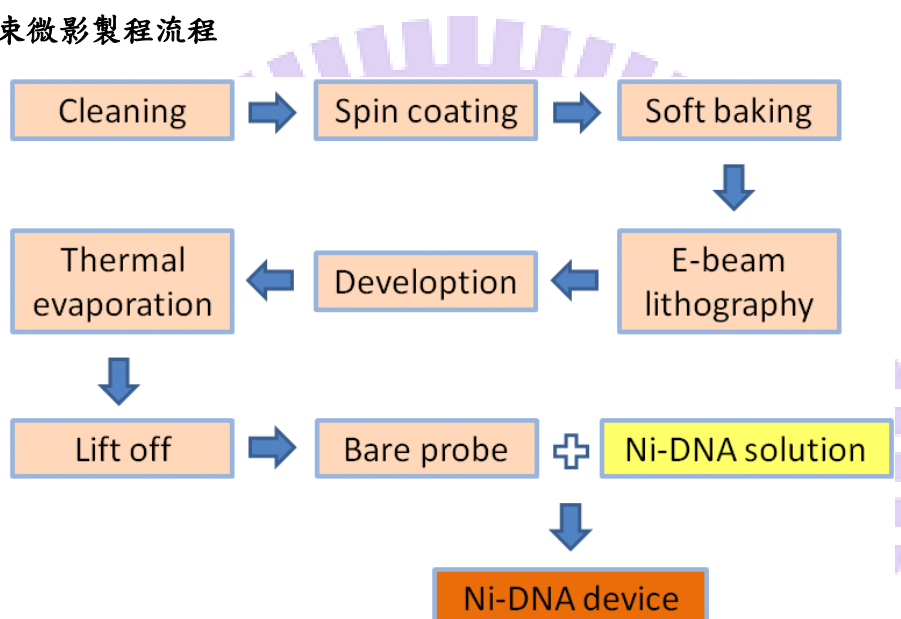 束微影製程流程
Cleaning
Spin coating
Soft baking
E-beam
lithography
Develoption
Thermal
evaporation
Lift off
Bare probe
Ni-DNA solution
Ni-DNA device